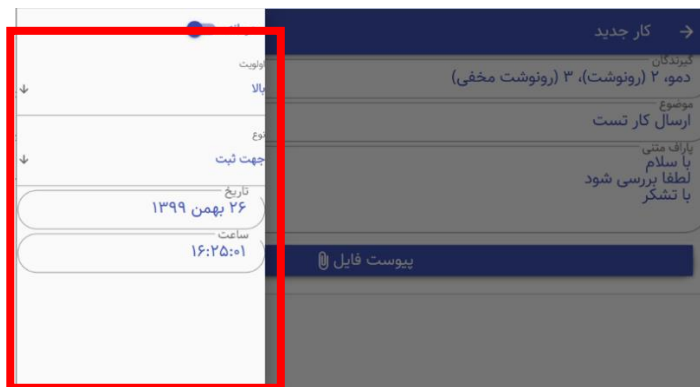 کار جدید
گیرندگان
دمو، ۲ (رونوشت)، ۳ (رونوشت مخفی)
موضوع
ارسال کار تست
پاراف متنی
با سلام
لطفا بررسی شود
با تشکر
پیوست فایل
اولویت
بالا
نوع
جهت ثبت
تاریخ
۲۶ بهمن ۱۳۹۹
ساعت
۱۶:۲۵:۰۱